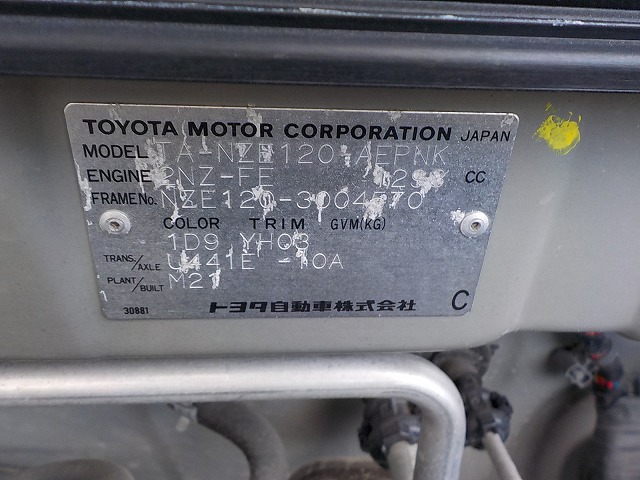 TOYOTA MOTOR CORPORATION JAPAN
MODEL TA-NZE120-AEPNK
ENGINE 2NZ-FE CC
FRAME No.
COLOR TRIM GVM(KG)
1D9 YH03
TRANS./AXLE U441E -10A
PLANT/BUILT M21
30881 トヨタ自動車株式会社 C